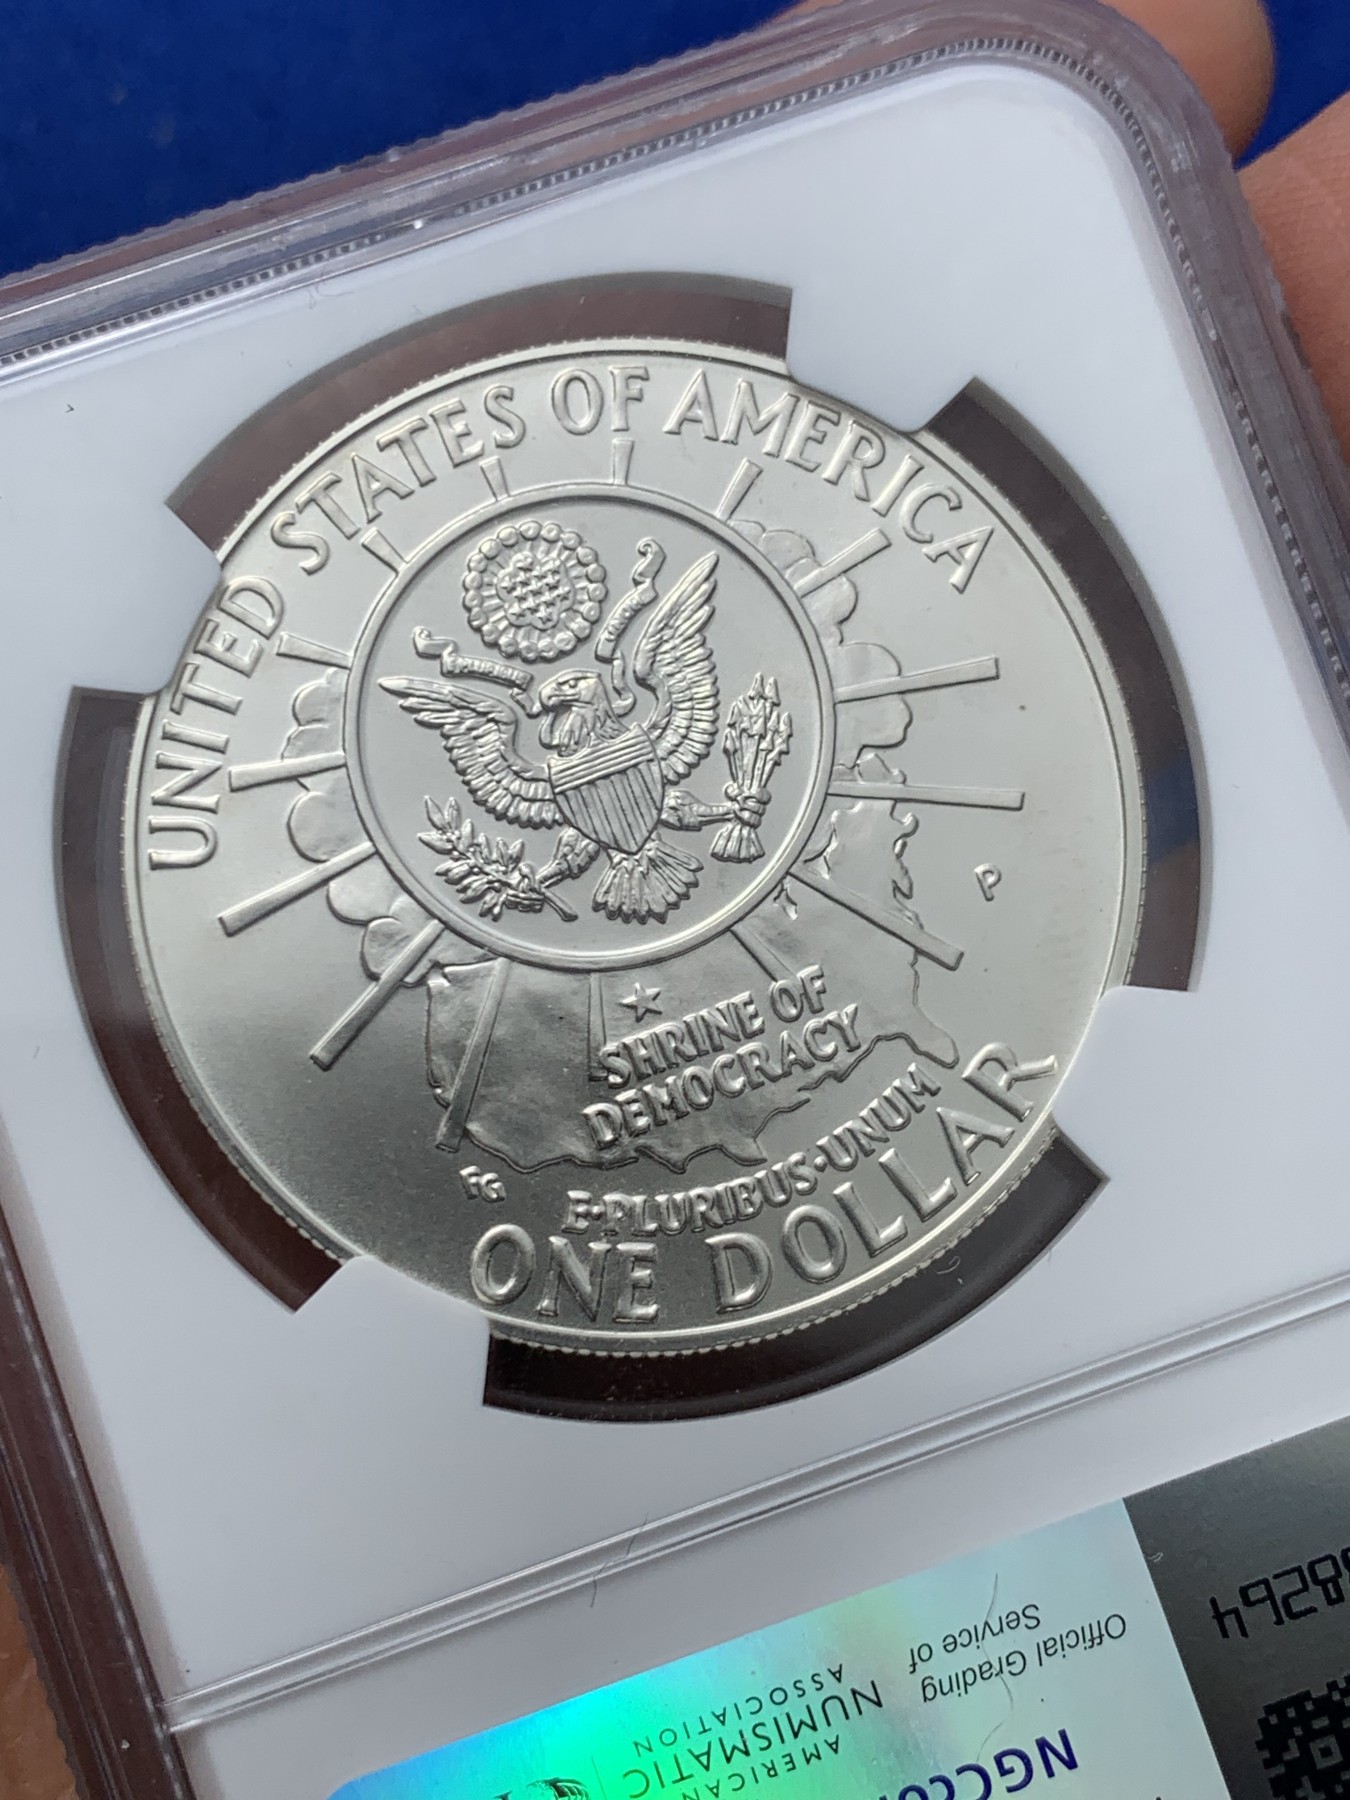 UNITED STATES OF AMERICA
E PLURIBUS
P
SHRINE OF
DEMOCRACY
E·PLURIBUS·UNUM
FG
ONE DOLLAR
Official Grading
Service of
AMERICAN
NUMISMATIC
ASSOCIATION